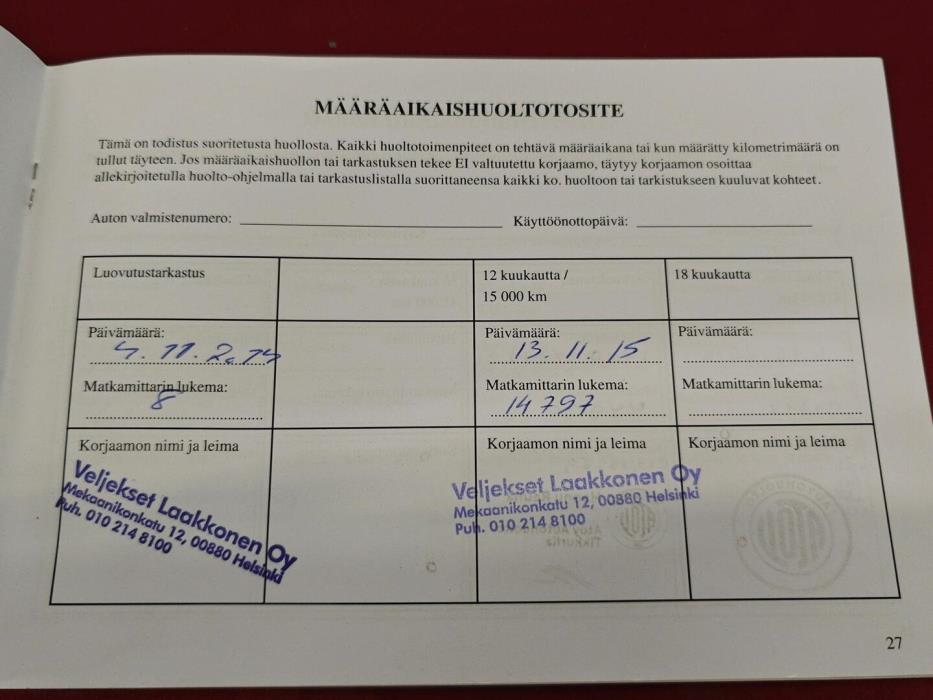 MÄÄRÄAIKAISHUOLTOTOSITE
Tämä on todistus suoritetusta huollosta. Kaikki huoltotoimenpiteet on tehtävä määräaikana tai kun määrätty kilometrimäärä on
tullut täyteen. Jos määräaikaishuollon tai tarkastuksen tekee EI valtuutettu korjaamo, täytyy korjaamon osoittaa
allekirjoitetulla huolto-ohjelmalla tai tarkastuslistalla suorittaneensa kaikki ko. huoltoon tai tarkistukseen kuuluvat kohteet.
Auton valmistenumero: Käyttöönottopäivä:
Luovutustarkastus
12 kuukautta /
15 000 km
18 kuukautta
Päivämäärä:
4.11.2014
Matkamittarin lukema:
8
Päivämäärä:
13.11.15
Matkamittarin lukema:
14797
Päivämäärä:
Matkamittarin lukema:
Korjaamon nimi ja leima
Veljekset Laakkonen Oy
Mekaanikonkatu 12, 00880 Helsinki
Puh. 010 214 8100
Korjaamon nimi ja leima
Veljekset Laakkonen Oy
Mekaanikonkatu 12, 00880 Helsinki
Puh. 010 214 8100
Korjaamon nimi ja leima
27